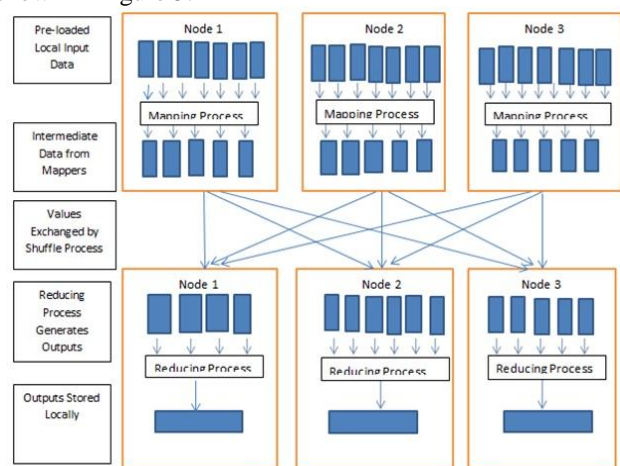 Pre-loaded
Local Input
Data
Node 1
Node 2
Node 3
Mapping Process
Mapping Process
Mapping Process
Intermediate
Data from
Mappers
Values
Exchanged by
Shuffle Process
Node 1
Node 2
Node 3
Reducing
Process
Generates
Outputs
Reducing Process
Reducing Process
Reducing Process
Outputs Stored
Locally